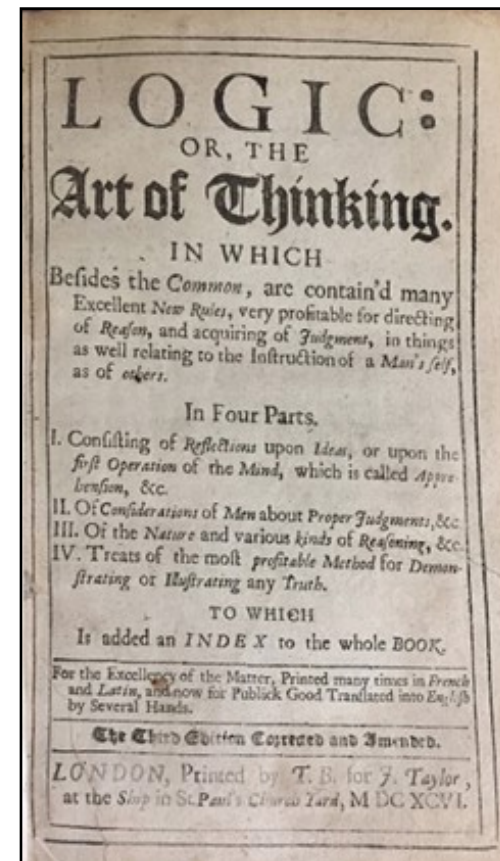 LOGIC:
OR, THE
Art of Thinking.
IN WHICH
Beſides the Common, are contain'd many
Excellent New Rules, very profitable for directing
of Reaſon, and acquiring of Judgment, in things
as well relating to the Inſtruction of a Man's ſelf,
as of others.
In Four Parts.
I. Conſiſting of Reflections upon Ideas, or upon the
firſt Operation of the Mind, which is called Appre-
henſion, &c.
II. Of Conſiderations of Men about Proper Judgments, &c.
III. Of the Nature and various kinds of Reaſoning, &c.
IV. Treats of the moſt profitable Method for Demon-
ſtrating or Illuſtrating any Truth.
TO WHICH
Is added an INDEX to the whole BOOK.
For the Excellency of the Matter, Printed many times in French
and Latin, and now for Publick Good Tranſlated into Engliſh
by Several Hands.
The Third Edition Corrected and Amended.
LONDON, Printed by T. B. for J. Taylor,
at the Ship in St. Paul's Church Yard, M DC XCVI.